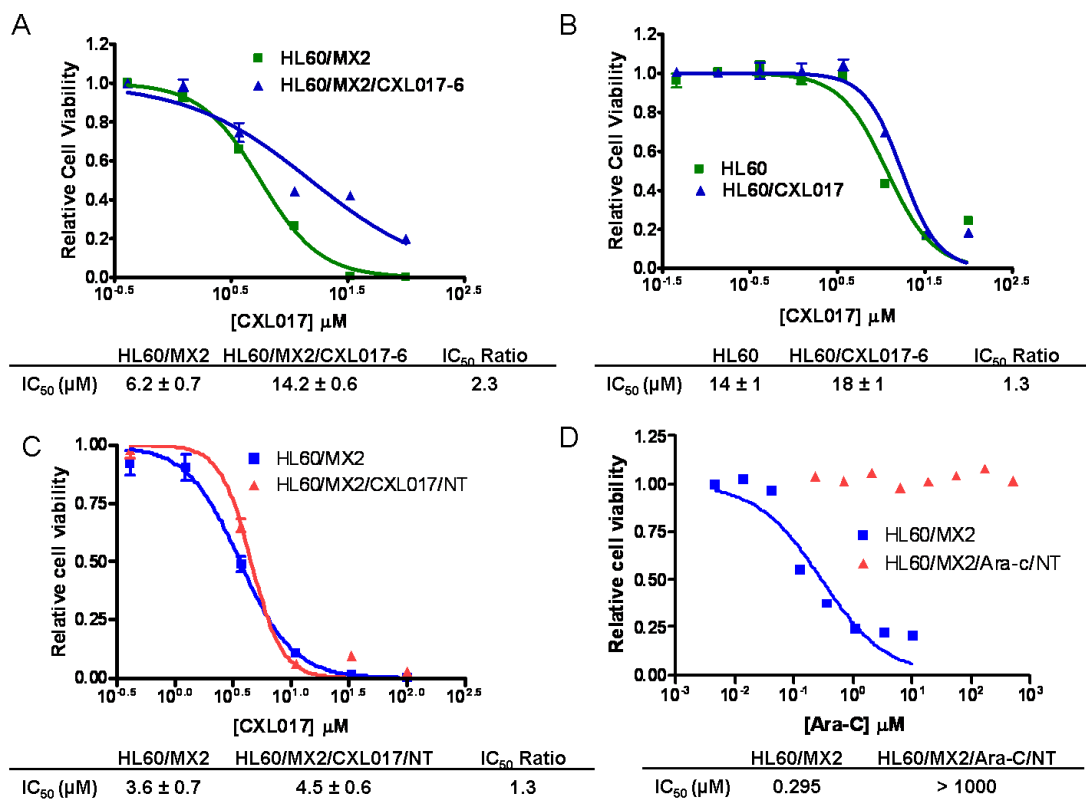 A
1.2
1.0
0.8
0.6
0.4
0.2
0.0
Relative Cell Viability
HL60/MX2
HL60/MX2/CXL017-6
10^-0.5
10^0.5
10^1.5
10^2.5
[CXL017] µM
HL60/MX2 HL60/MX2/CXL017-6 IC50 Ratio
IC50 (µM) 6.2 ± 0.7 14.2 ± 0.6 2.3
B
1.2
1.0
0.8
0.6
0.4
0.2
0.0
Relative Cell Viability
HL60
HL60/CXL017
10^-1.5
10^-0.5
10^0.5
10^1.5
10^2.5
[CXL017] µM
HL60 HL60/CXL017-6 IC50 Ratio
IC50 (µM) 14 ± 1 18 ± 1 1.3
C
1.00
0.75
0.50
0.25
0.00
Relative cell viability
HL60/MX2
HL60/MX2/CXL017/NT
10^-0.5
10^0.0
10^0.5
10^1.0
10^1.5
10^2.0
10^2.5
[CXL017] µM
HL60/MX2 HL60/MX2/CXL017/NT IC50 Ratio
IC50 (µM) 3.6 ± 0.7 4.5 ± 0.6 1.3
D
1.25
1.00
0.75
0.50
0.25
0.00
Relative cell viability
HL60/MX2
HL60/MX2/Ara-c/NT
10^-3
10^-2
10^-1
10^0
10^1
10^2
10^3
[Ara-C] µM
HL60/MX2 HL60/MX2/Ara-C/NT
IC50 (µM) 0.295 > 1000